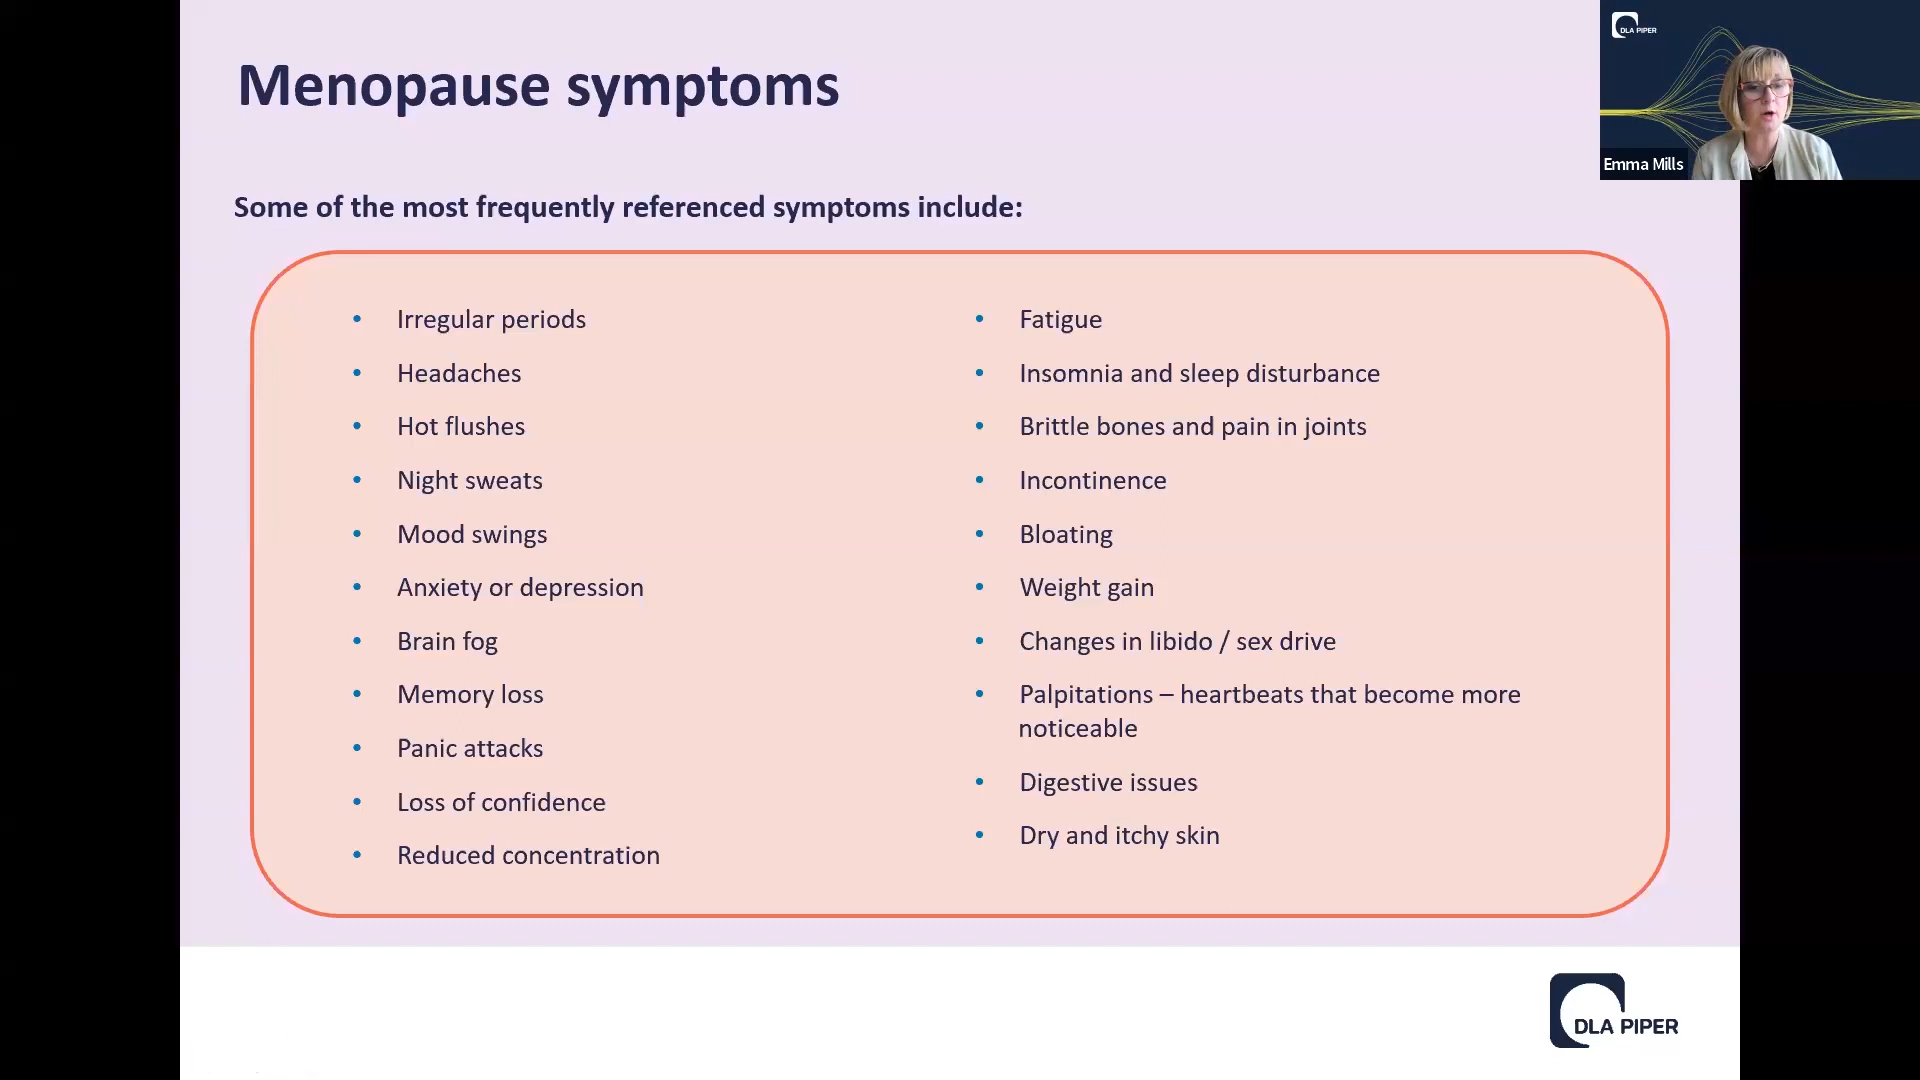 Menopause symptoms
Some of the most frequently referenced symptoms include:
• Irregular periods
• Headaches
• Hot flushes
• Night sweats
• Mood swings
• Anxiety or depression
• Brain fog
• Memory loss
• Panic attacks
• Loss of confidence
• Reduced concentration
• Fatigue
• Insomnia and sleep disturbance
• Brittle bones and pain in joints
• Incontinence
• Bloating
• Weight gain
• Changes in libido / sex drive
• Palpitations – heartbeats that become more
noticeable
• Digestive issues
• Dry and itchy skin
DLA PIPER
Emma Mills
DLA PIPER